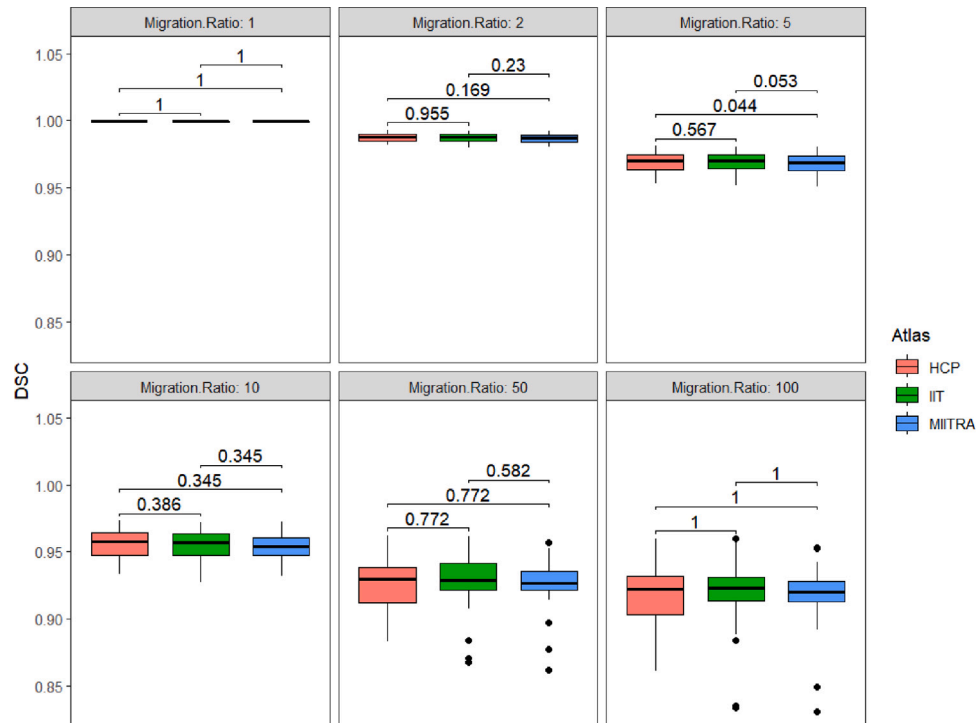 Migration.Ratio: 1
Migration.Ratio: 2
Migration.Ratio: 5
1.05
1.00
0.95
0.90
0.85
1
1
1
0.23
0.169
0.955
0.053
0.044
0.567
DSC
Migration.Ratio: 10
Migration.Ratio: 50
Migration.Ratio: 100
1.05
1.00
0.95
0.90
0.85
0.345
0.345
0.386
0.582
0.772
0.772
1
1
1
Atlas
HCP
IIT
MIITRA